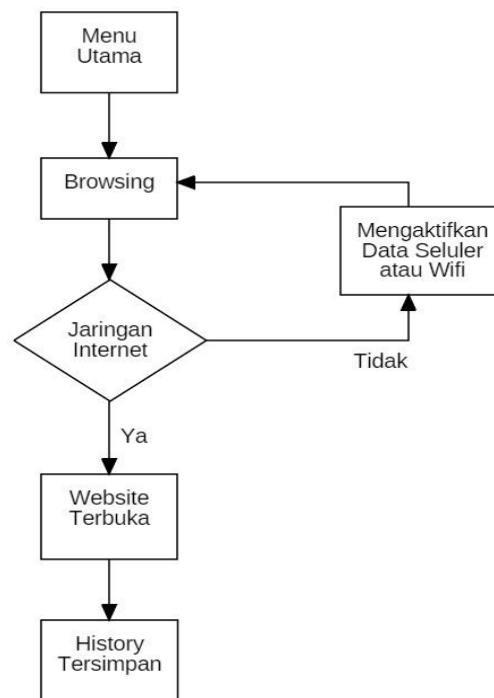 Menu
Utama
Browsing
Mengaktifkan
Data Seluler
atau Wifi
Jaringan
Internet
Tidak
Ya
Website
Terbuka
History
Tersimpan